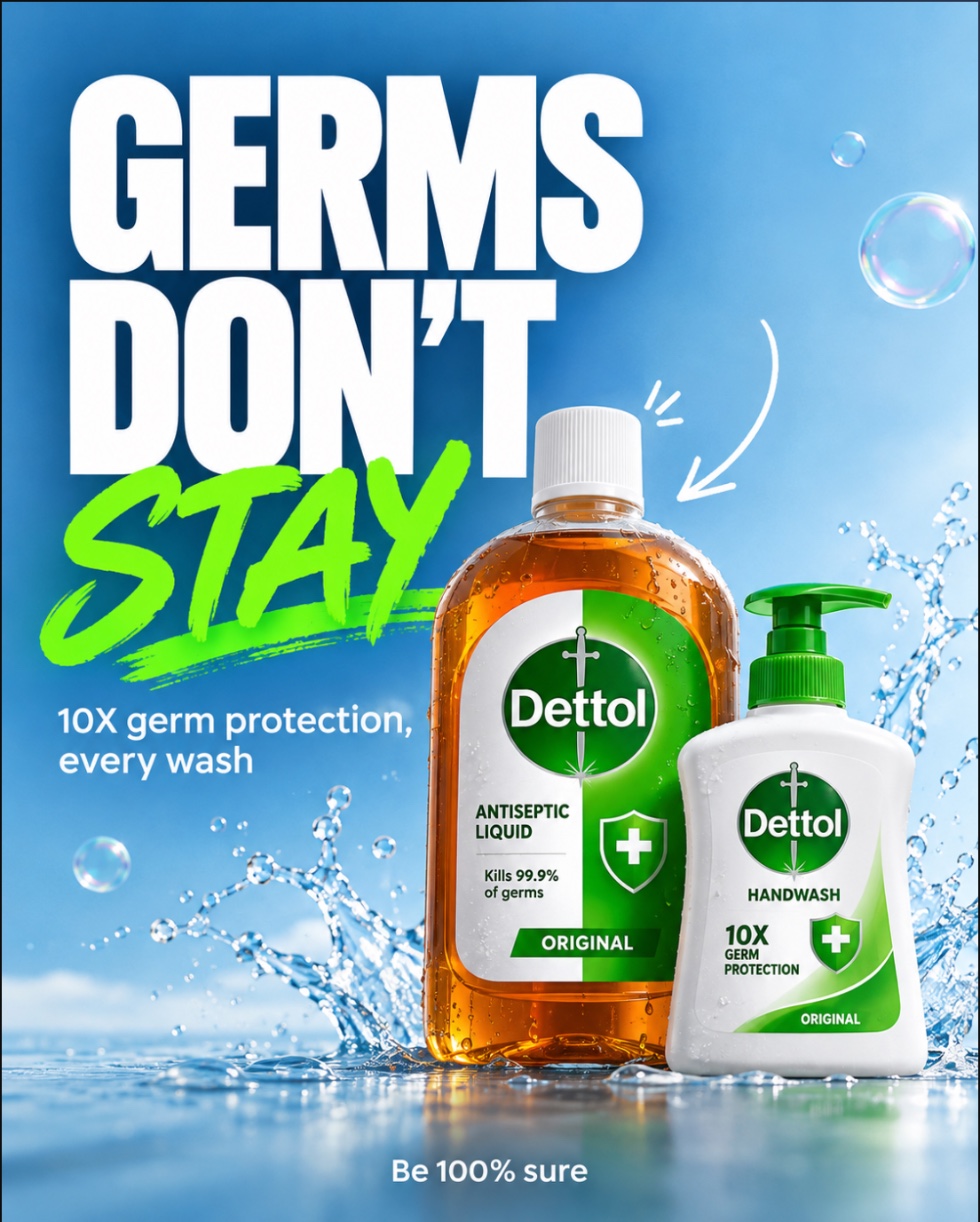 GERMS
DON'T
STAY
10X germ protection,
every wash
Dettol
ANTISEPTIC
LIQUID
Kills 99.9%
of germs
ORIGINAL
Dettol
HANDWASH
10X
GERM
PROTECTION
ORIGINAL
Be 100% sure